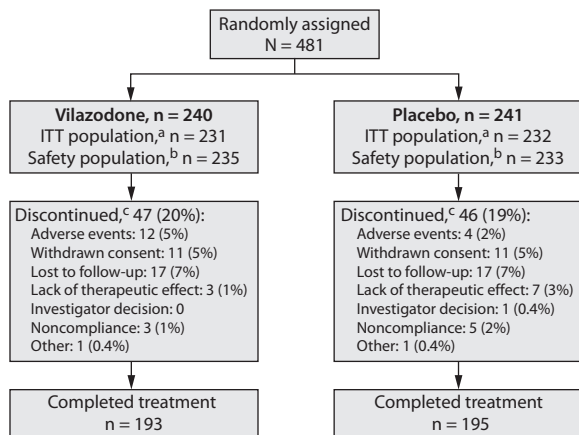 Randomly assigned
N = 481
Vilazodone, n = 240
ITT population,a n = 231
Safety population,b n = 235
Placebo, n = 241
ITT population,a n = 232
Safety population,b n = 233
Discontinued,c 47 (20%):
Adverse events: 12 (5%)
Withdrawn consent: 11 (5%)
Lost to follow-up: 17 (7%)
Lack of therapeutic effect: 3 (1%)
Investigator decision: 0
Noncompliance: 3 (1%)
Other: 1 (0.4%)
Discontinued,c 46 (19%):
Adverse events: 4 (2%)
Withdrawn consent: 11 (5%)
Lost to follow-up: 17 (7%)
Lack of therapeutic effect: 7 (3%)
Investigator decision: 1 (0.4%)
Noncompliance: 5 (2%)
Other: 1 (0.4%)
Completed treatment
n = 193
Completed treatment
n = 195